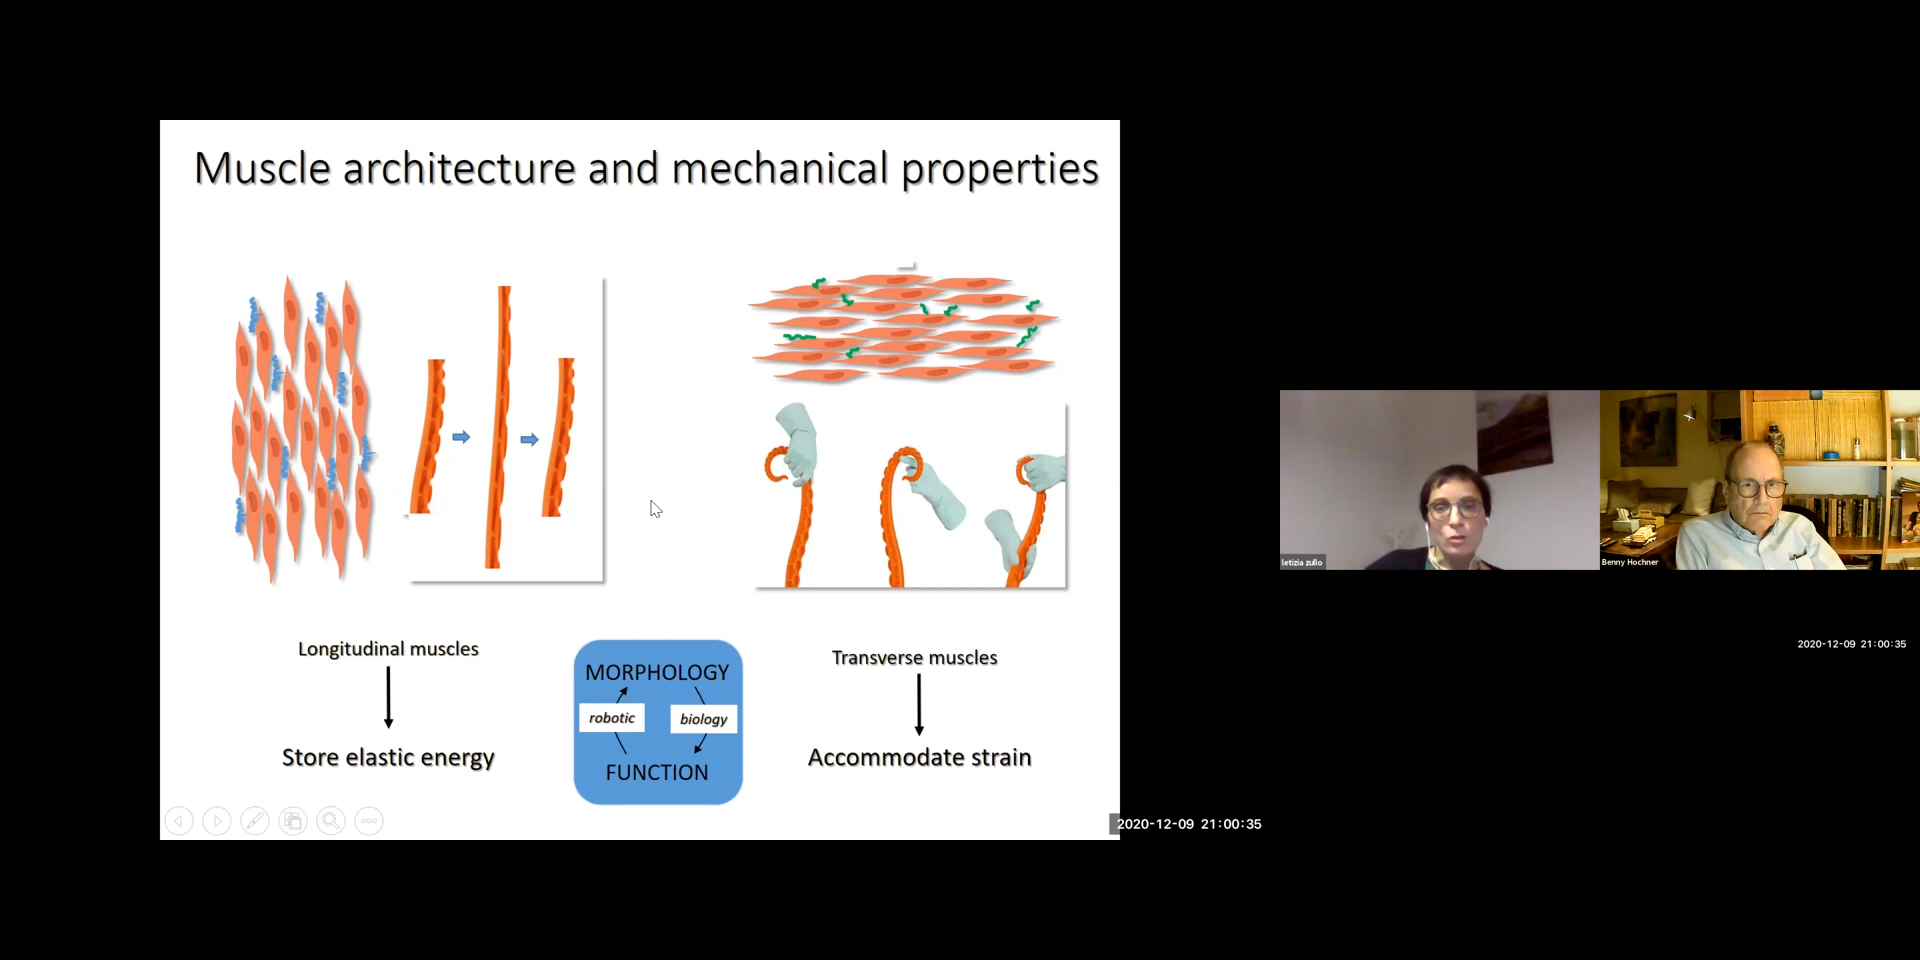 Muscle architecture and mechanical properties
Longitudinal muscles
Store elastic energy
MORPHOLOGY
robotic
biology
FUNCTION
Transverse muscles
Accommodate strain
2020-12-09 21:00:35
letizia zullo
Benny Hochner
2020-12-09 21:00:35